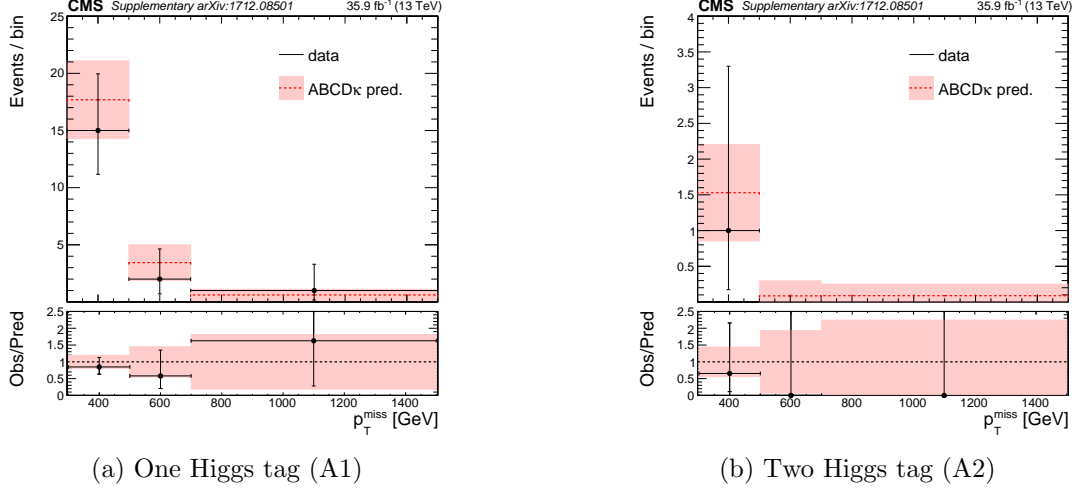 CMS Supplementary arXiv:1712.08501 35.9 fb⁻¹ (13 TeV)
Events / bin
25
20
15
10
5
data
ABCDκ pred.
Obs/Pred
2.5
2
1.5
1
0.5
0
400 600 800 1000 1200 1400
p_T^miss [GeV]
(a) One Higgs tag (A1)
CMS Supplementary arXiv:1712.08501 35.9 fb⁻¹ (13 TeV)
Events / bin
4
3.5
3
2.5
2
1.5
1
0.5
data
ABCDκ pred.
Obs/Pred
2.5
2
1.5
1
0.5
0
400 600 800 1000 1200 1400
p_T^miss [GeV]
(b) Two Higgs tag (A2)